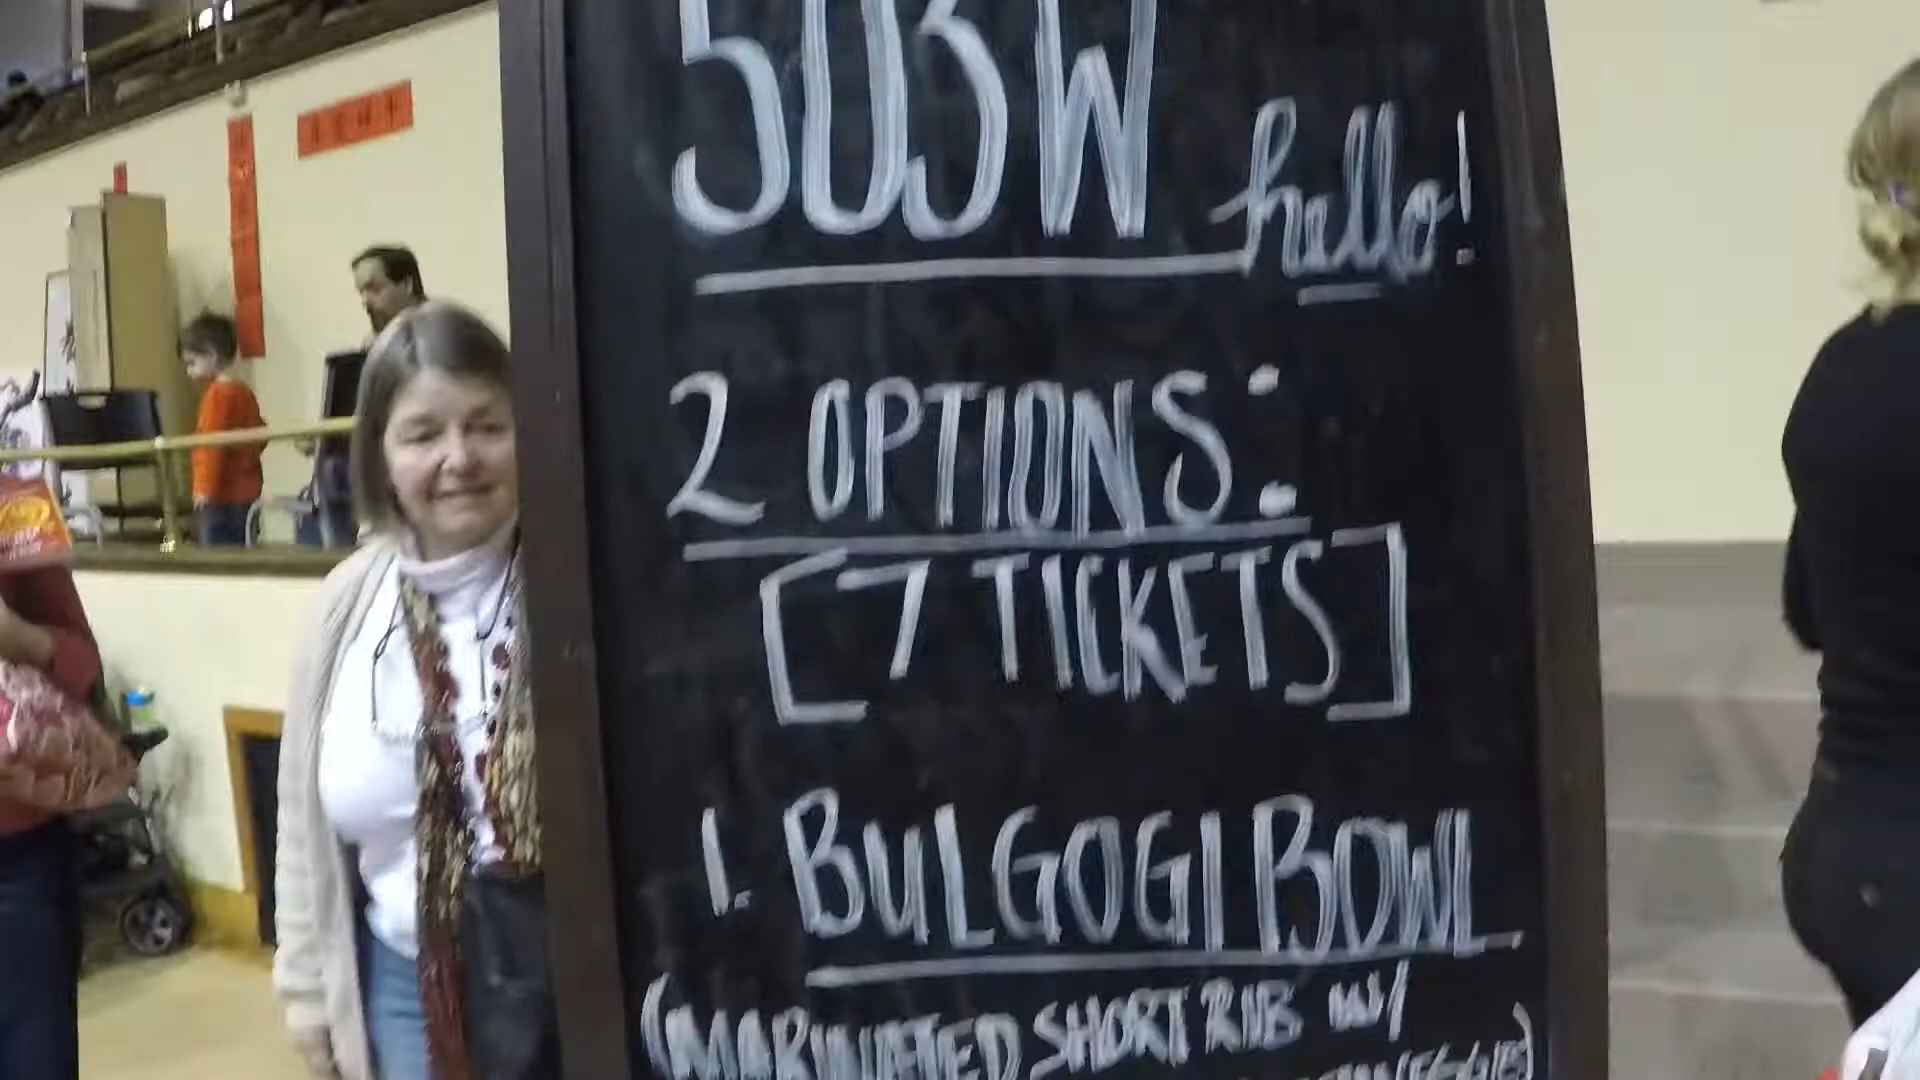 503W
hello!
2 OPTIONS:
[7 TICKETS]
1. BULGOGI BOWL
(MARINATED SHORT RIB W/